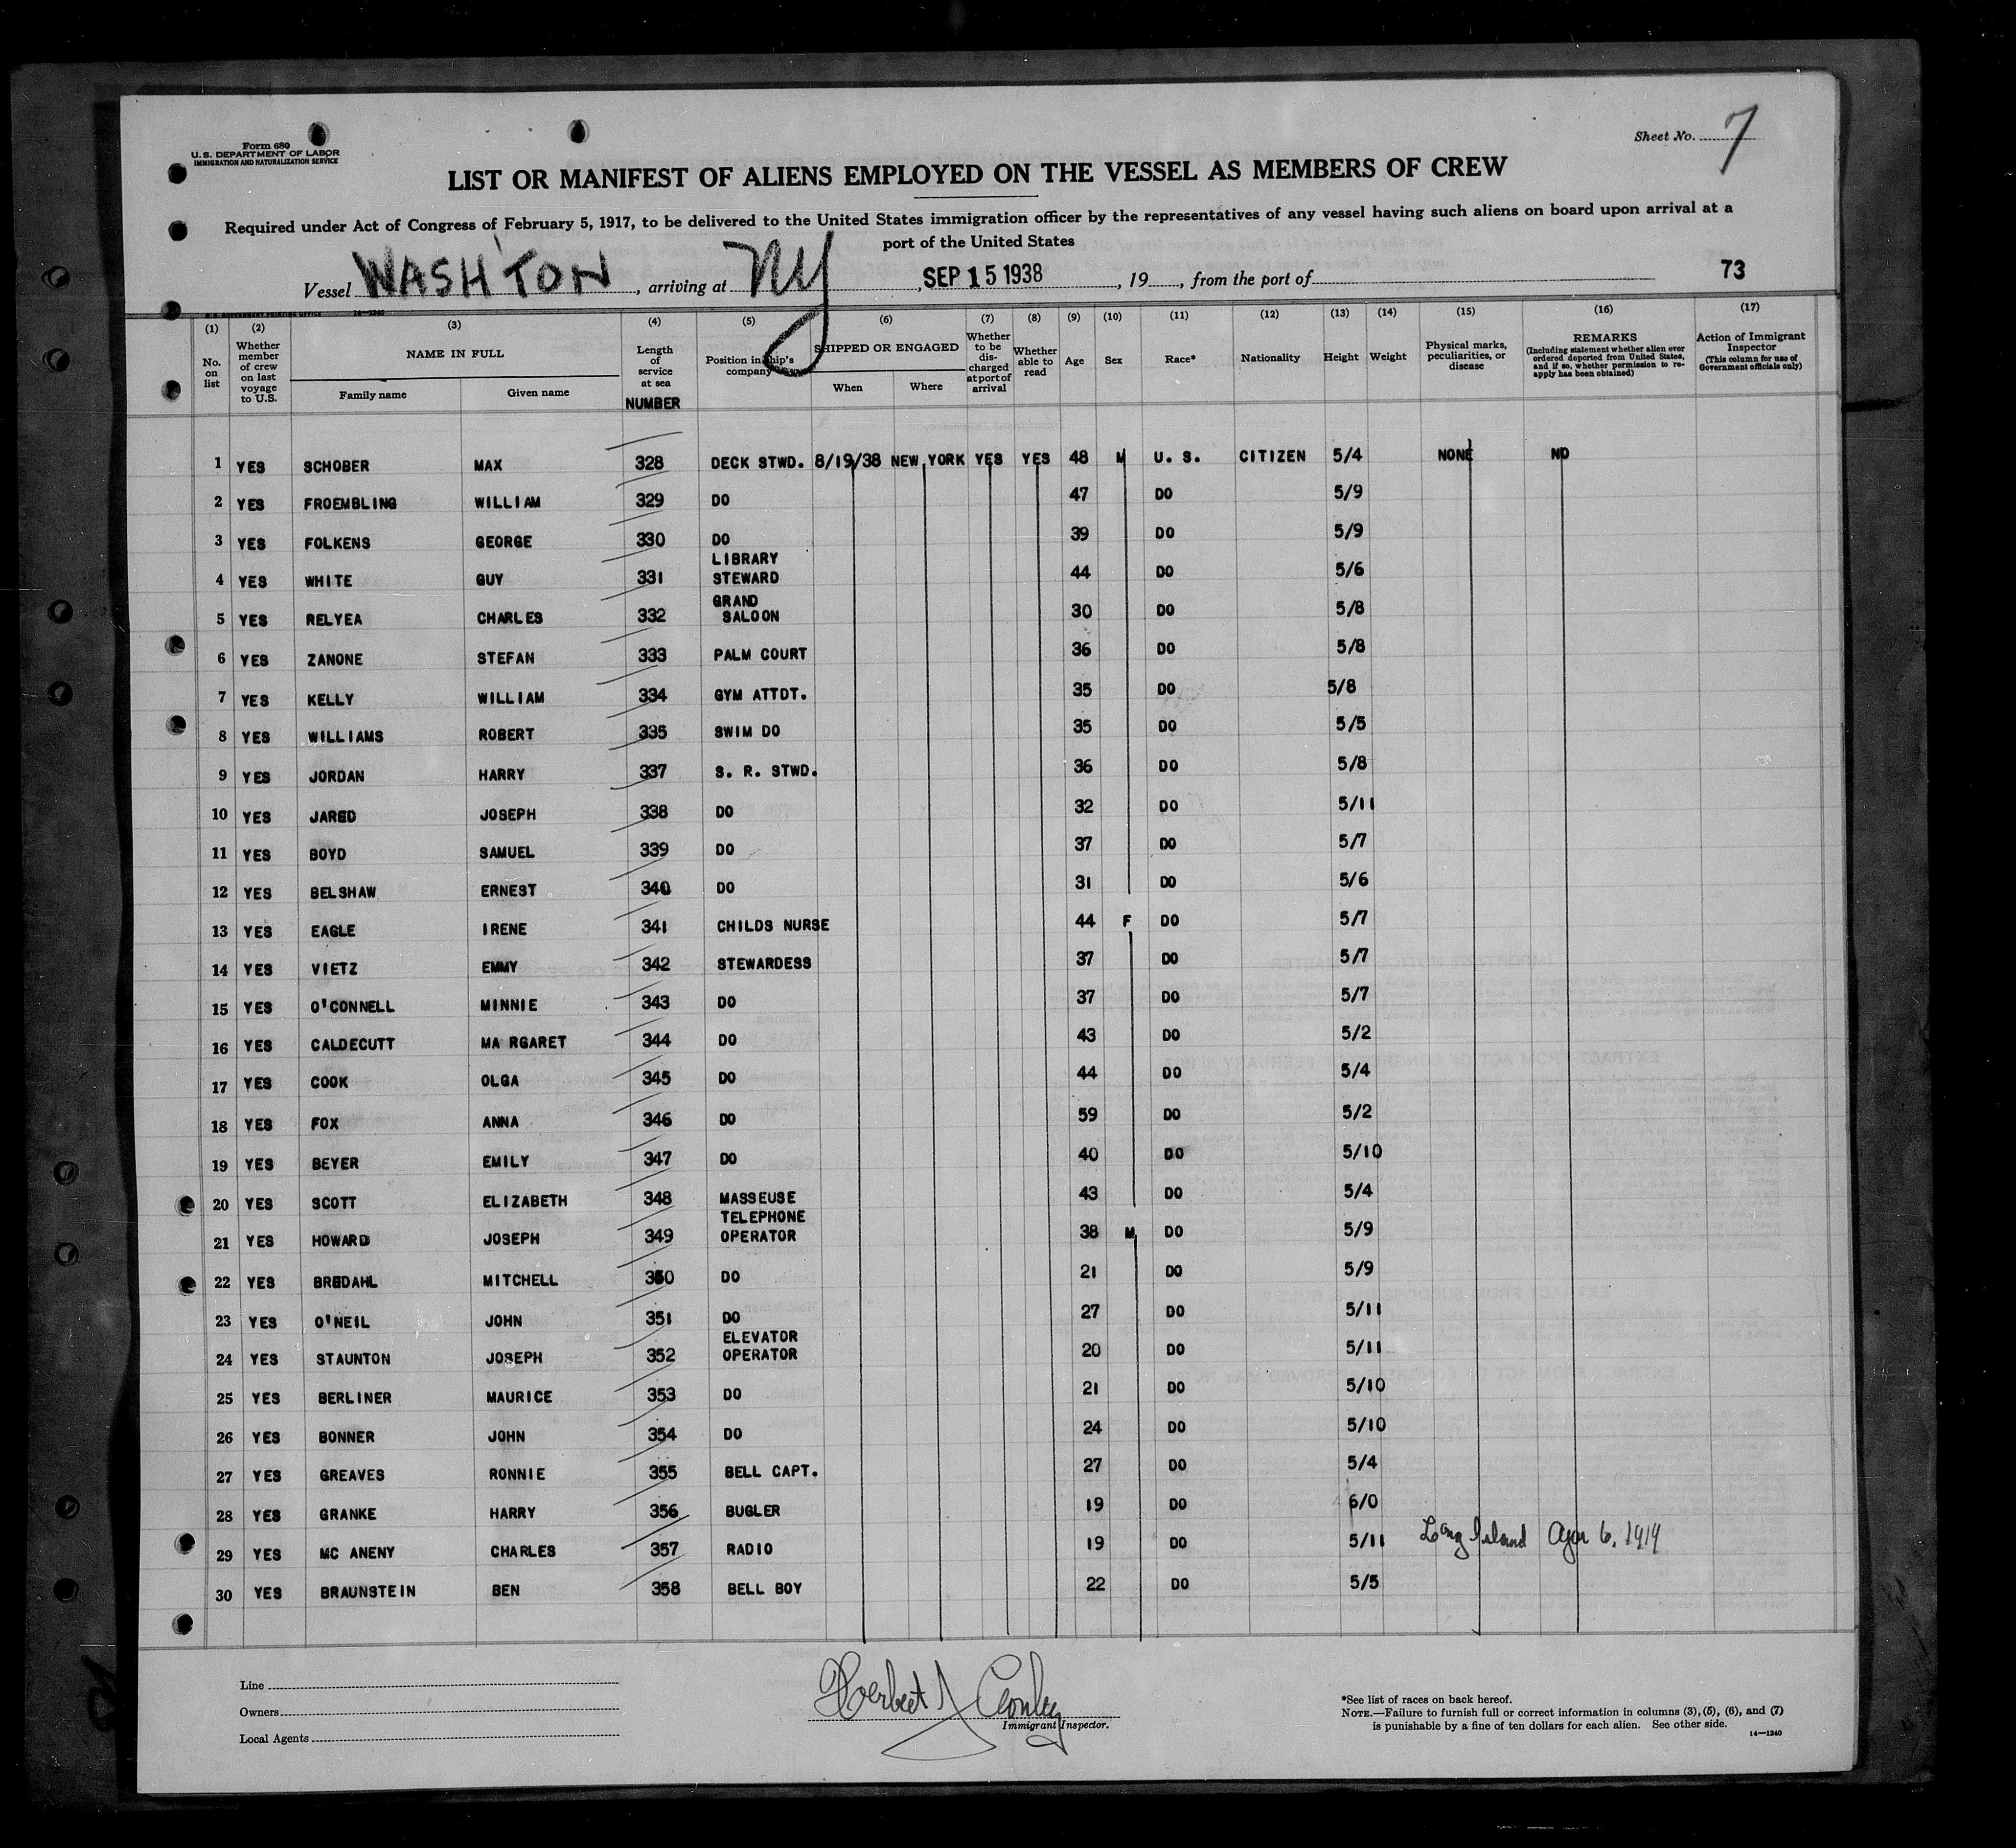 Form 680
U.S. DEPARTMENT OF LABOR
IMMIGRATION AND NATURALIZATION SERVICE
Sheet No. 7
LIST OR MANIFEST OF ALIENS EMPLOYED ON THE VESSEL AS MEMBERS OF CREW
Required under Act of Congress of February 5, 1917, to be delivered to the United States immigration officer by the representatives of any vessel having such aliens on board upon arrival at a
port of the United States
Vessel WASH'TON, arriving at NY, SEP 15 1938, 19, from the port of 73
U.S. GOVERNMENT PRINTING OFFICE 14—1240
(1) (2) (3) (4) (5) (6) (7) (8) (9) (10) (11) (12) (13) (14) (15) (16) (17)
No. on list
Whether member of crew on last voyage to U.S.
NAME IN FULL
Family name
Given name
Length of service at sea
NUMBER
Position in ship's company
SHIPPED OR ENGAGED
When
Where
Whether to be discharged at port of arrival
Whether able to read
Age
Sex
Race*
Nationality
Height
Weight
Physical marks, peculiarities, or disease
REMARKS
(Including statement whether alien ever ordered deported from United States, and if so, whether permission to reapply has been obtained)
Action of Immigrant Inspector
(This column for use of Government officials only)
1 YES SCHOBER MAX 328 DECK STWD. 8/19/38 NEW YORK YES YES 48 M U. S. CITIZEN 5/4 NONE NO
2 YES FROEMBLING WILLIAM 329 DO 47 DO 5/9
3 YES FOLKENS GEORGE 330 DO 39 DO 5/9
4 YES WHITE GUY 331 LIBRARY STEWARD 44 DO 5/6
5 YES RELYEA CHARLES 332 GRAND SALOON 30 DO 5/8
6 YES ZANONE STEFAN 333 PALM COURT 36 DO 5/8
7 YES KELLY WILLIAM 334 GYM ATTDT. 35 DO 5/8
8 YES WILLIAMS ROBERT 335 SWIM DO 35 DO 5/5
9 YES JORDAN HARRY 337 S. R. STWD. 36 DO 5/8
10 YES JARED JOSEPH 338 DO 32 DO 5/11
11 YES BOYD SAMUEL 339 DO 37 DO 5/7
12 YES BELSHAW ERNEST 340 DO 31 DO 5/6
13 YES EAGLE IRENE 341 CHILDS NURSE 44 F DO 5/7
14 YES VIETZ EMMY 342 STEWARDESS 37 DO 5/7
15 YES O'CONNELL MINNIE 343 DO 37 DO 5/7
16 YES CALDECUTT MA RGARET 344 DO 43 DO 5/2
17 YES COOK OLGA 345 DO 44 DO 5/4
18 YES FOX ANNA 346 DO 59 DO 5/2
19 YES BEYER EMILY 347 DO 40 DO 5/10
20 YES SCOTT ELIZABETH 348 MASSEUSE 43 DO 5/4
21 YES HOWARD JOSEPH 349 TELEPHONE OPERATOR 38 M DO 5/9
22 YES BREDAHL MITCHELL 350 DO 21 DO 5/9
23 YES O'NEIL JOHN 351 DO 27 DO 5/11
24 YES STAUNTON JOSEPH 352 ELEVATOR OPERATOR 20 DO 5/11
25 YES BERLINER MAURICE 353 DO 21 DO 5/10
26 YES BONNER JOHN 354 DO 24 DO 5/10
27 YES GREAVES RONNIE 355 BELL CAPT. 27 DO 5/4
28 YES GRANKE HARRY 356 BUGLER 19 DO 6/0
29 YES MC ANENY CHARLES 357 RADIO 19 DO 5/11 Long Island Apr 6, 1919
30 YES BRAUNSTEIN BEN 358 BELL BOY 22 DO 5/5
Line
Owners
Local Agents
Herbert J Conley
Immigrant Inspector.
*See list of races on back hereof.
NOTE.—Failure to furnish full or correct information in columns (3), (5), (6), and (7)
is punishable by a fine of ten dollars for each alien. See other side.
14—1240